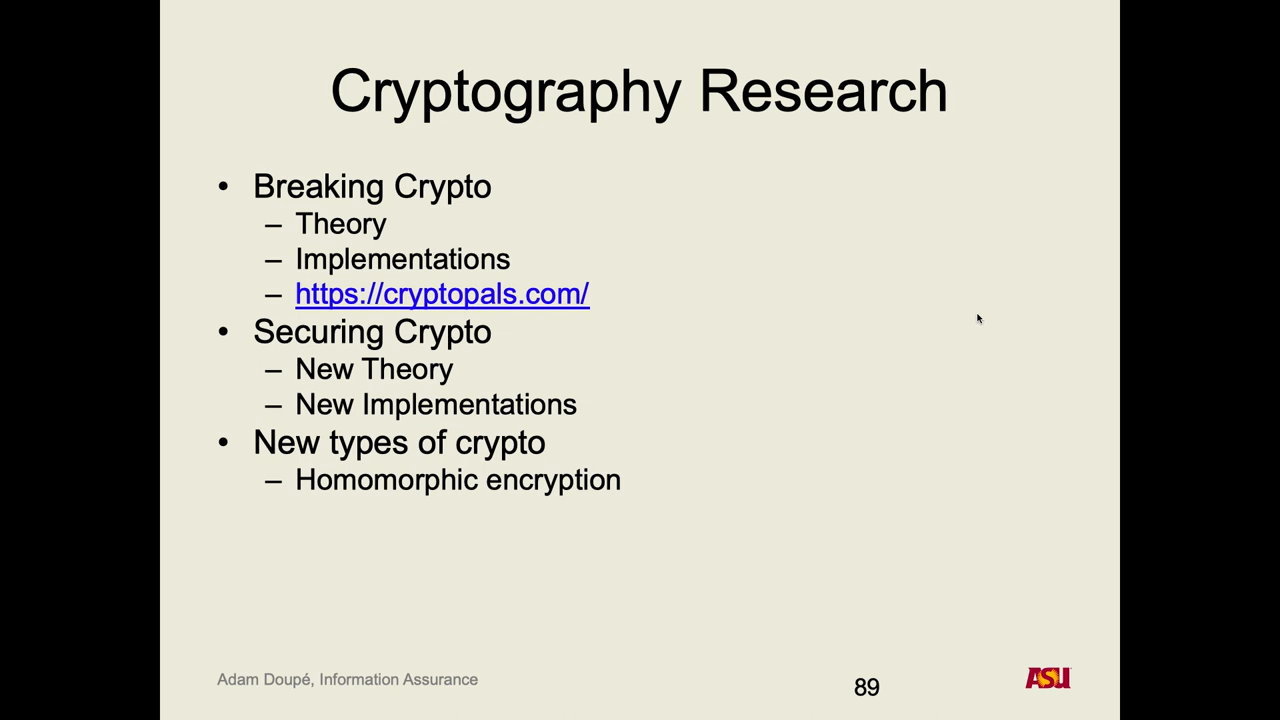 Cryptography Research
• Breaking Crypto
– Theory
– Implementations
– https://cryptopals.com/
• Securing Crypto
– New Theory
– New Implementations
• New types of crypto
– Homomorphic encryption
Adam Doupé, Information Assurance
89
ASU